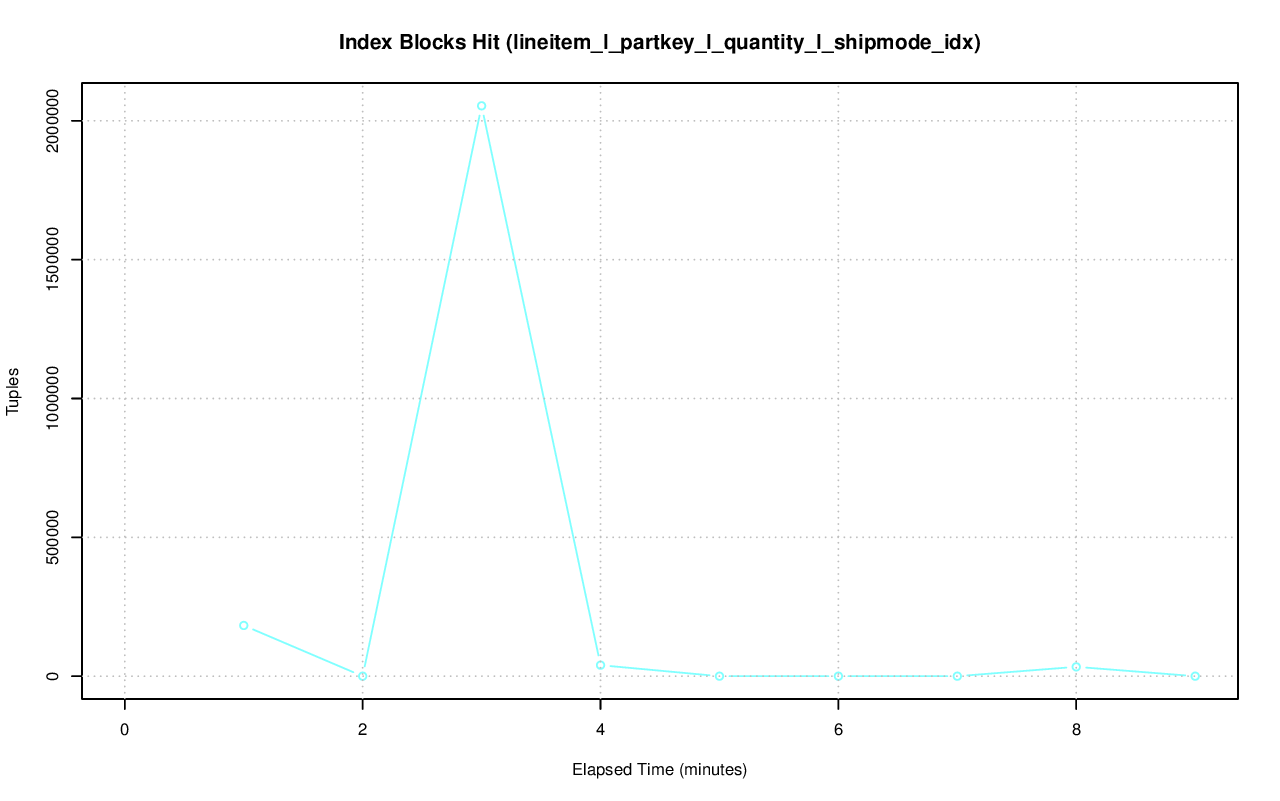 Index Blocks Hit (lineitem_l_partkey_l_quantity_l_shipmode_idx)
2000000
1500000
1000000
500000
0
Tuples
0 2 4 6 8
Elapsed Time (minutes)